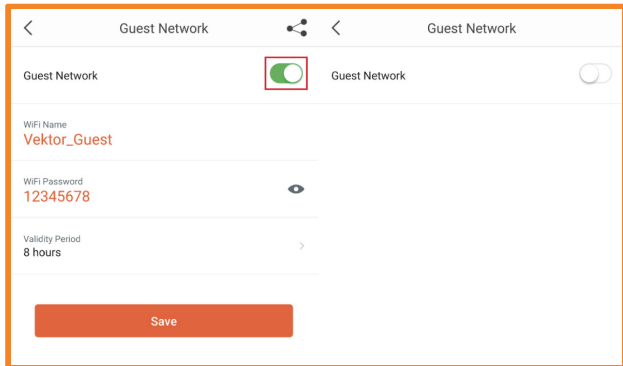 Guest Network
Guest Network
WiFi Name
Vektor_Guest
WiFi Password
12345678
Validity Period
8 hours
Save
Guest Network
Guest Network